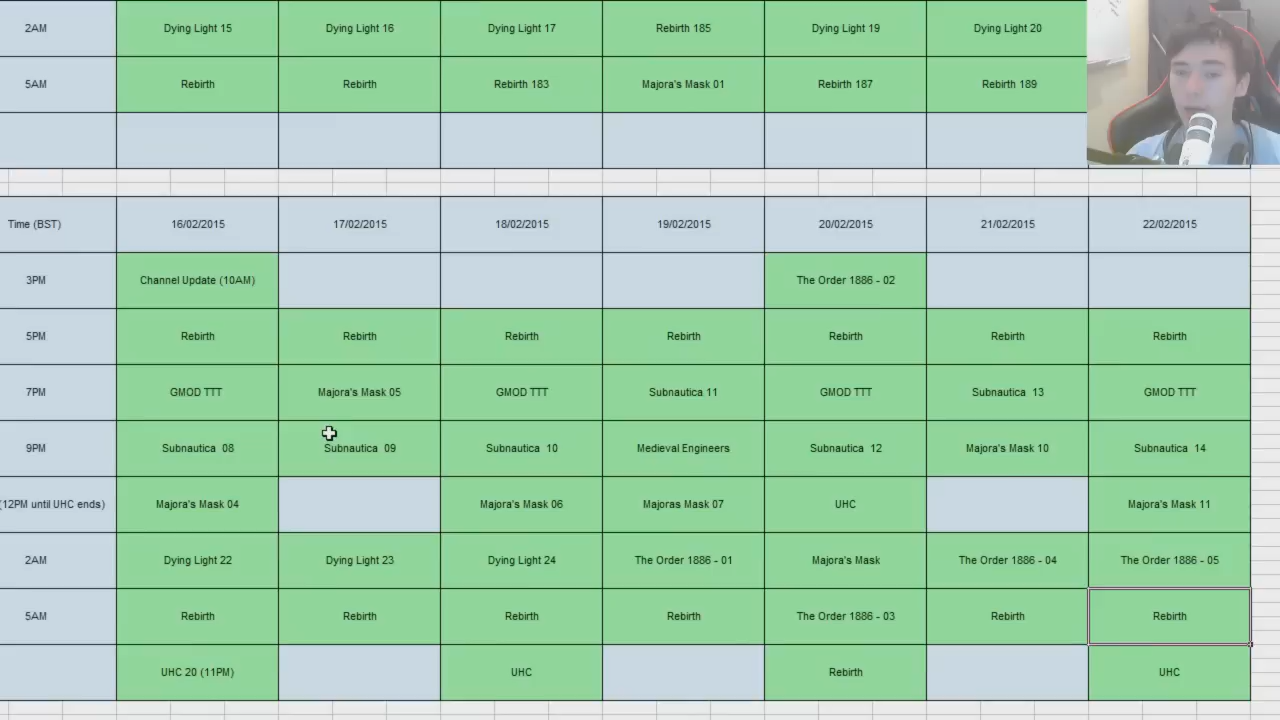 2AM Dying Light 15 Dying Light 16 Dying Light 17 Rebirth 185 Dying Light 19 Dying Light 20
5AM Rebirth Rebirth Rebirth 183 Majora's Mask 01 Rebirth 187 Rebirth 189
Time (BST) 16/02/2015 17/02/2015 18/02/2015 19/02/2015 20/02/2015 21/02/2015 22/02/2015
3PM Channel Update (10AM) The Order 1886 - 02
5PM Rebirth Rebirth Rebirth Rebirth Rebirth Rebirth Rebirth
7PM GMOD TTT Majora's Mask 05 GMOD TTT Subnautica 11 GMOD TTT Subnautica 13 GMOD TTT
9PM Subnautica 08 Subnautica 09 Subnautica 10 Medieval Engineers Subnautica 12 Majora's Mask 10 Subnautica 14
(12PM until UHC ends) Majora's Mask 04 Majora's Mask 06 Majoras Mask 07 UHC Majora's Mask 11
2AM Dying Light 22 Dying Light 23 Dying Light 24 The Order 1886 - 01 Majora's Mask The Order 1886 - 04 The Order 1886 - 05
5AM Rebirth Rebirth Rebirth Rebirth The Order 1886 - 03 Rebirth Rebirth
UHC 20 (11PM) UHC Rebirth UHC